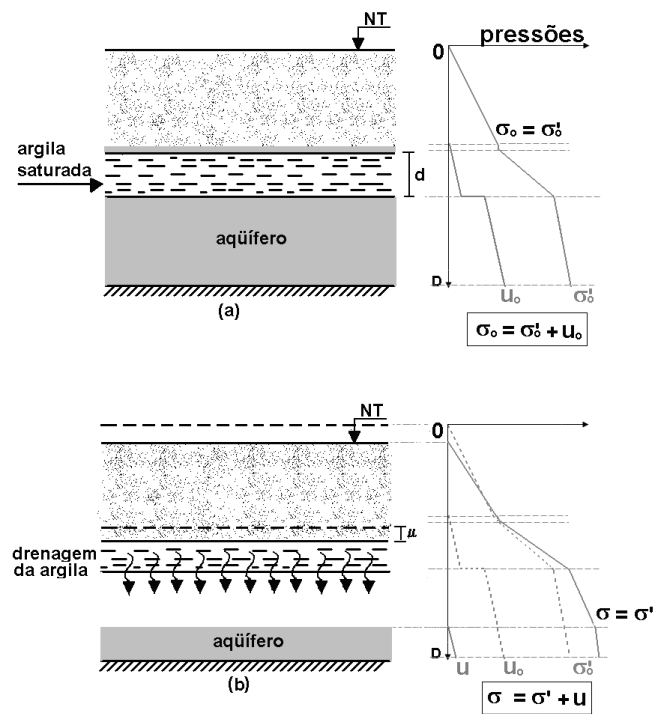 NT
pressões
0
σₒ = σ'ₒ
argila
saturada
d
aqüífero
D
uₒ
σ'ₒ
(a)
σₒ = σ'ₒ + uₒ
NT
0
μ
drenagem
da argila
σ = σ'
aqüífero
D
u
uₒ
σ'ₒ
(b)
σ = σ' + u